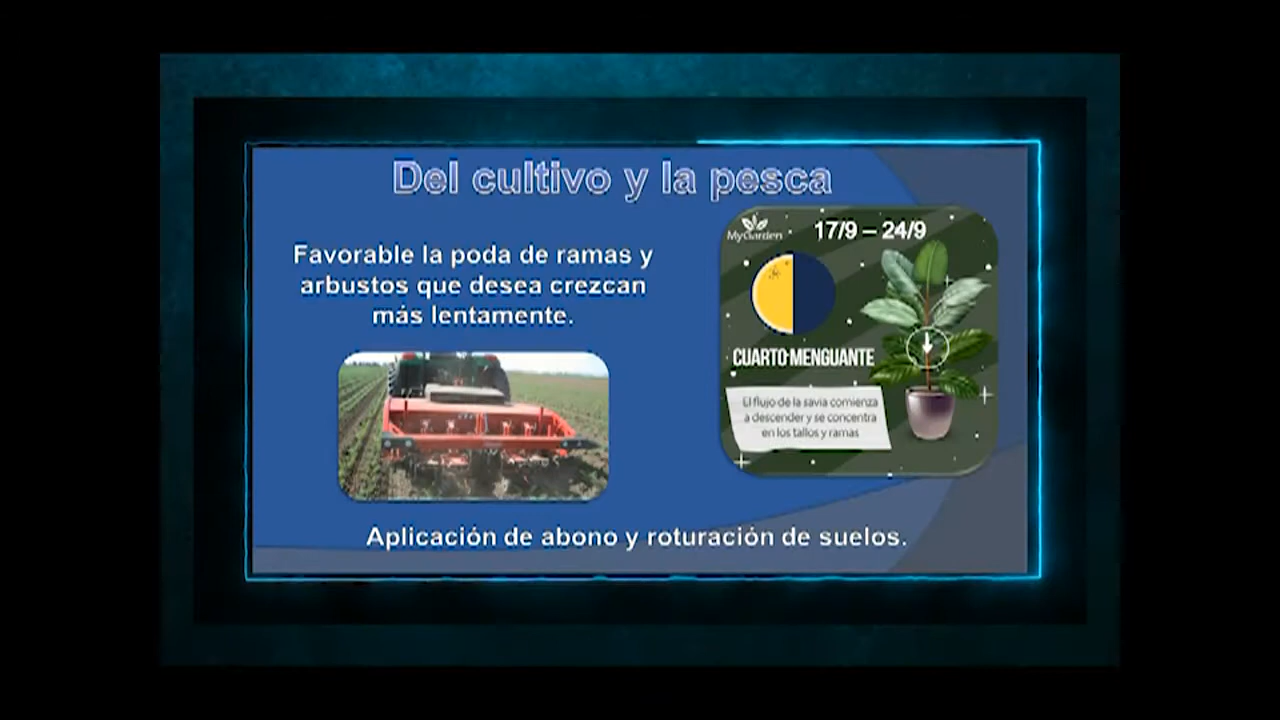 Del cultivo y la pesca
Favorable la poda de ramas y
arbustos que desea crezcan
más lentamente.
MyGarden
17/9 – 24/9
CUARTO MENGUANTE
El flujo de la savia comienza
a descender y se concentra
en los tallos y ramas
Aplicación de abono y roturación de suelos.